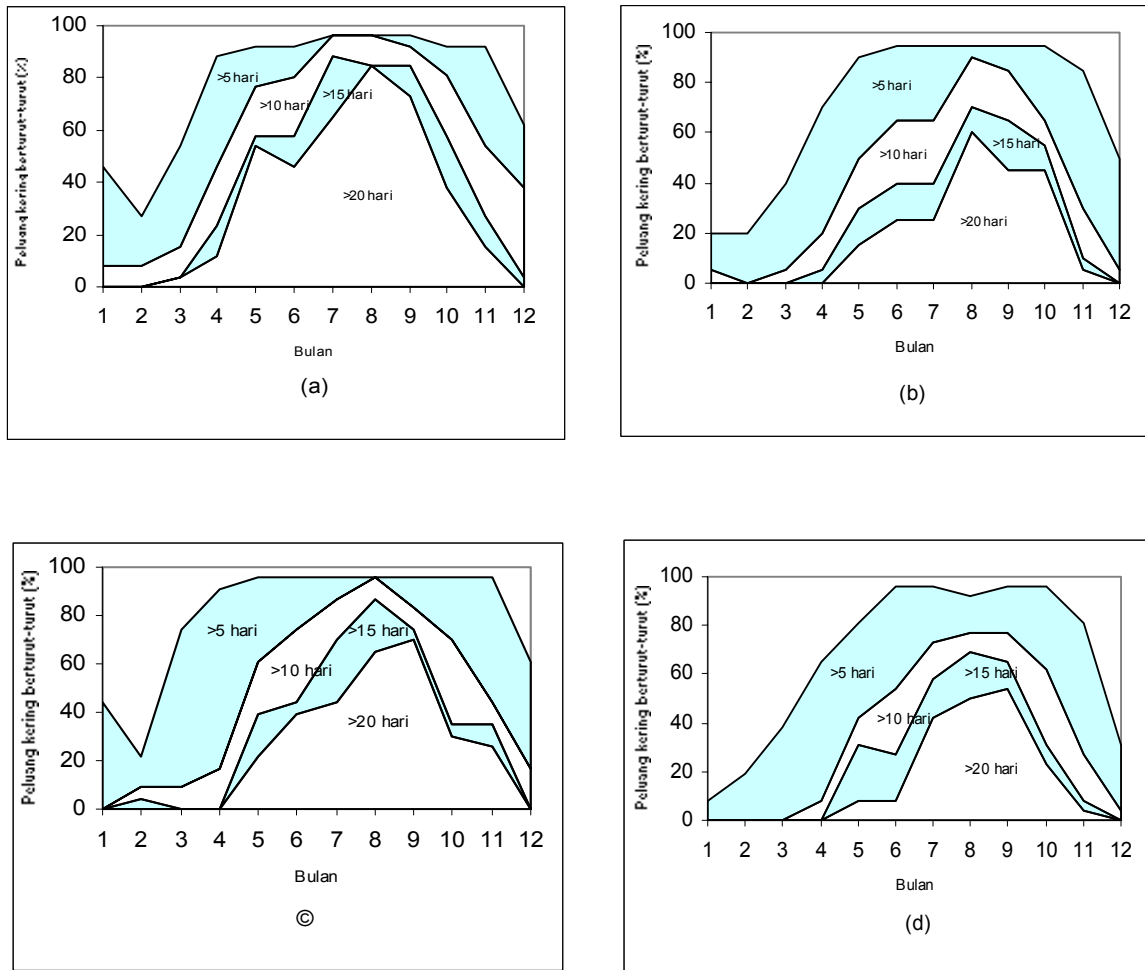 Peluang kering berturut-turut (%)
100
80
60
40
20
0
>5 hari
>10 hari
>15 hari
>20 hari
1 2 3 4 5 6 7 8 9 10 11 12
Bulan
(a)
Peluang kering berturut-turut [%]
100
80
60
40
20
0
>5 hari
>10 hari
>15 hari
>20 hari
1 2 3 4 5 6 7 8 9 10 11 12
Bulan
(b)
Peluang kering berturut-turut [%]
100
80
60
40
20
0
>5 hari
>15 hari
>10 hari
>20 hari
1 2 3 4 5 6 7 8 9 10 11 12
Bulan
©
Peluang kering berturut-turut [%]
100
80
60
40
20
0
>5 hari
>15 hari
>10 hari
>20 hari
1 2 3 4 5 6 7 8 9 10 11 12
Bulan
(d)